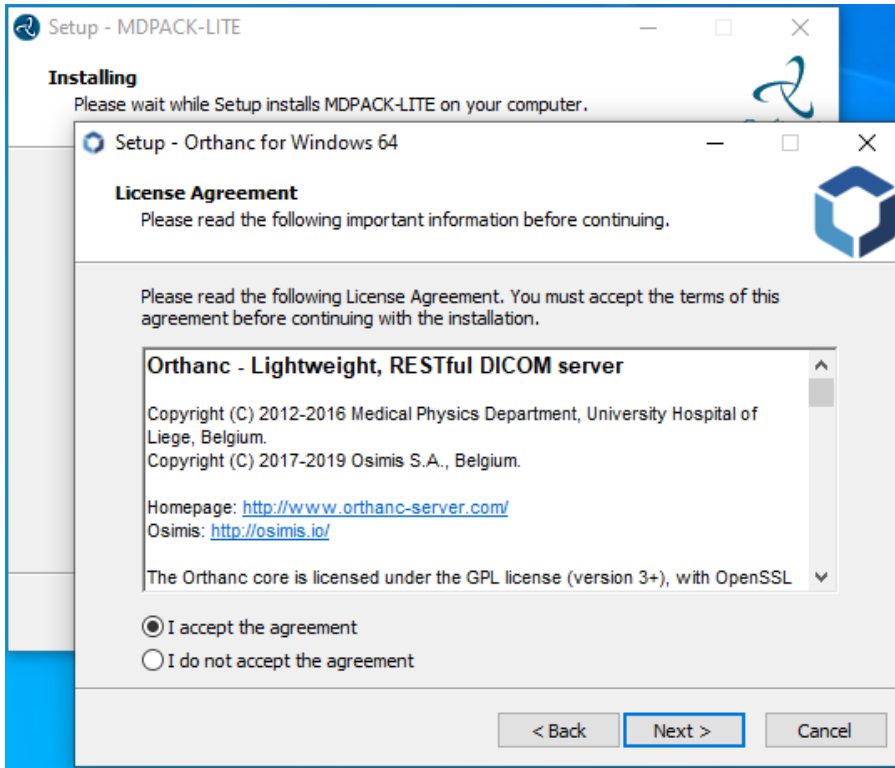 Setup - MDPACK-LITE
Installing
Please wait while Setup installs MDPACK-LITE on your computer.
Setup - Orthanc for Windows 64
License Agreement
Please read the following important information before continuing.
Please read the following License Agreement. You must accept the terms of this
agreement before continuing with the installation.
Orthanc - Lightweight, RESTful DICOM server
Copyright (C) 2012-2016 Medical Physics Department, University Hospital of
Liege, Belgium.
Copyright (C) 2017-2019 Osimis S.A., Belgium.
Homepage: http://www.orthanc-server.com/
Osimis: http://osimis.io/
The Orthanc core is licensed under the GPL license (version 3+), with OpenSSL
I accept the agreement
I do not accept the agreement
< Back
Next >
Cancel